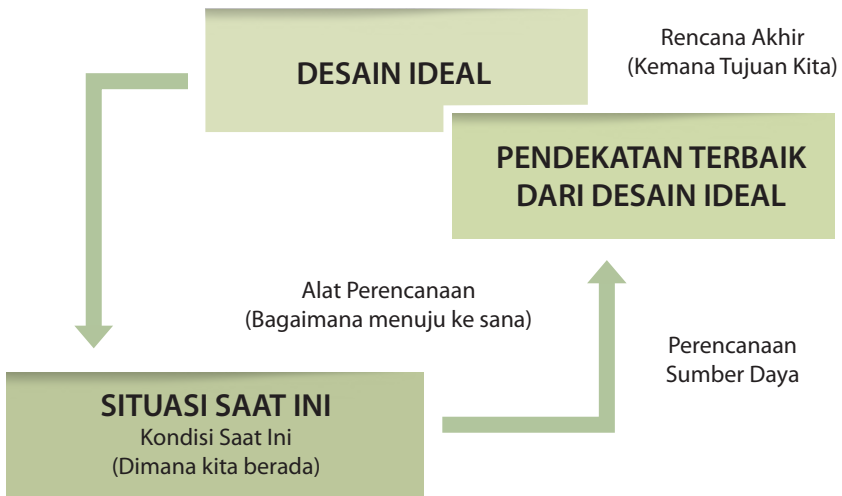 DESAIN IDEAL
Rencana Akhir
(Kemana Tujuan Kita)
PENDEKATAN TERBAIK
DARI DESAIN IDEAL
Alat Perencanaan
(Bagaimana menuju ke sana)
Perencanaan
Sumber Daya
SITUASI SAAT INI
Kondisi Saat Ini
(Dimana kita berada)